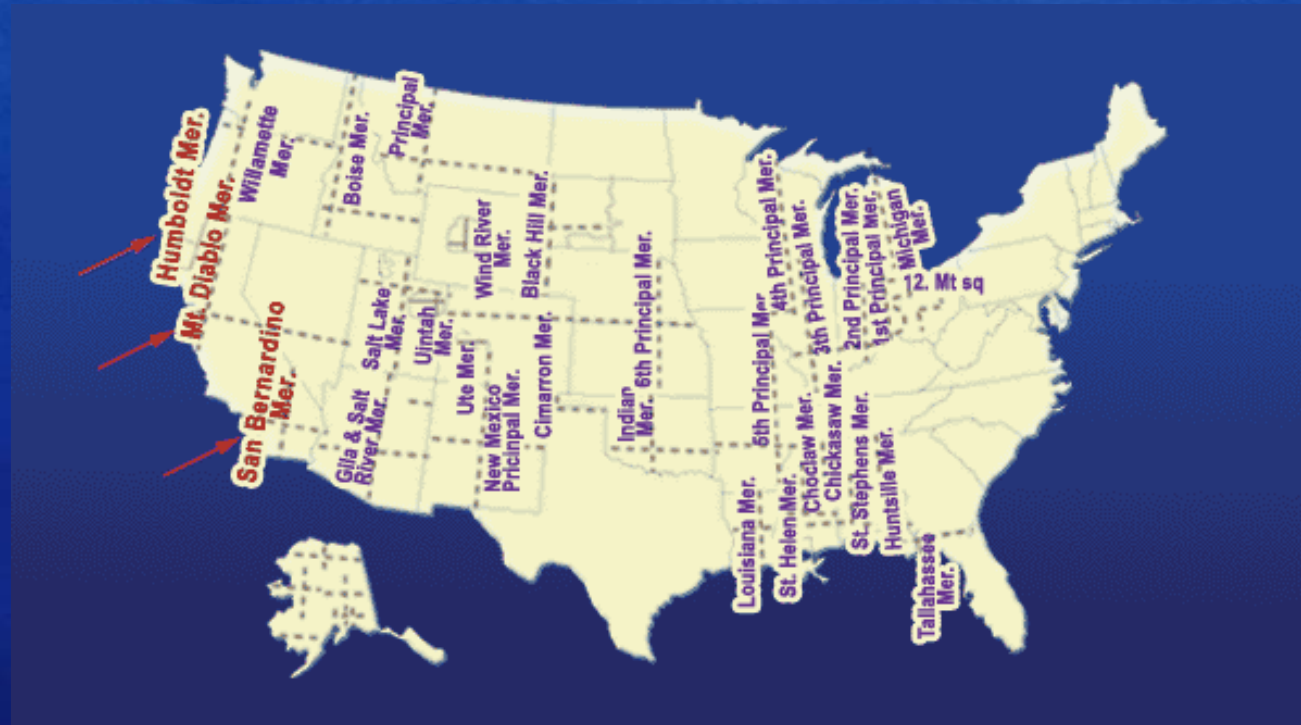 Humboldt Mer.
Mt. Diablo Mer.
San Bernardino
Mer.
Willamette
Mer.
Boise Mer.
Principal
Mer.
Salt Lake
Mer.
Uintah
Mer.
Gila & Salt
River Mer.
Wind River
Mer.
Black Hill Mer.
Ute Mer.
New Mexico
Pricinpal Mer.
Cimarron Mer.
Indian
Mer.
6th Principal Mer.
5th Principal Mer
4th Principal Mer.
3th Principal Mer.
2nd Principal Mer.
1st Principal Mer.
Michigan
Mer.
12. Mt sq
Louisiana Mer.
St. Helen Mer.
Choclaw Mer.
Chickasaw Mer.
St. Stephens Mer.
Huntsille Mer.
Tallahassee
Mer.